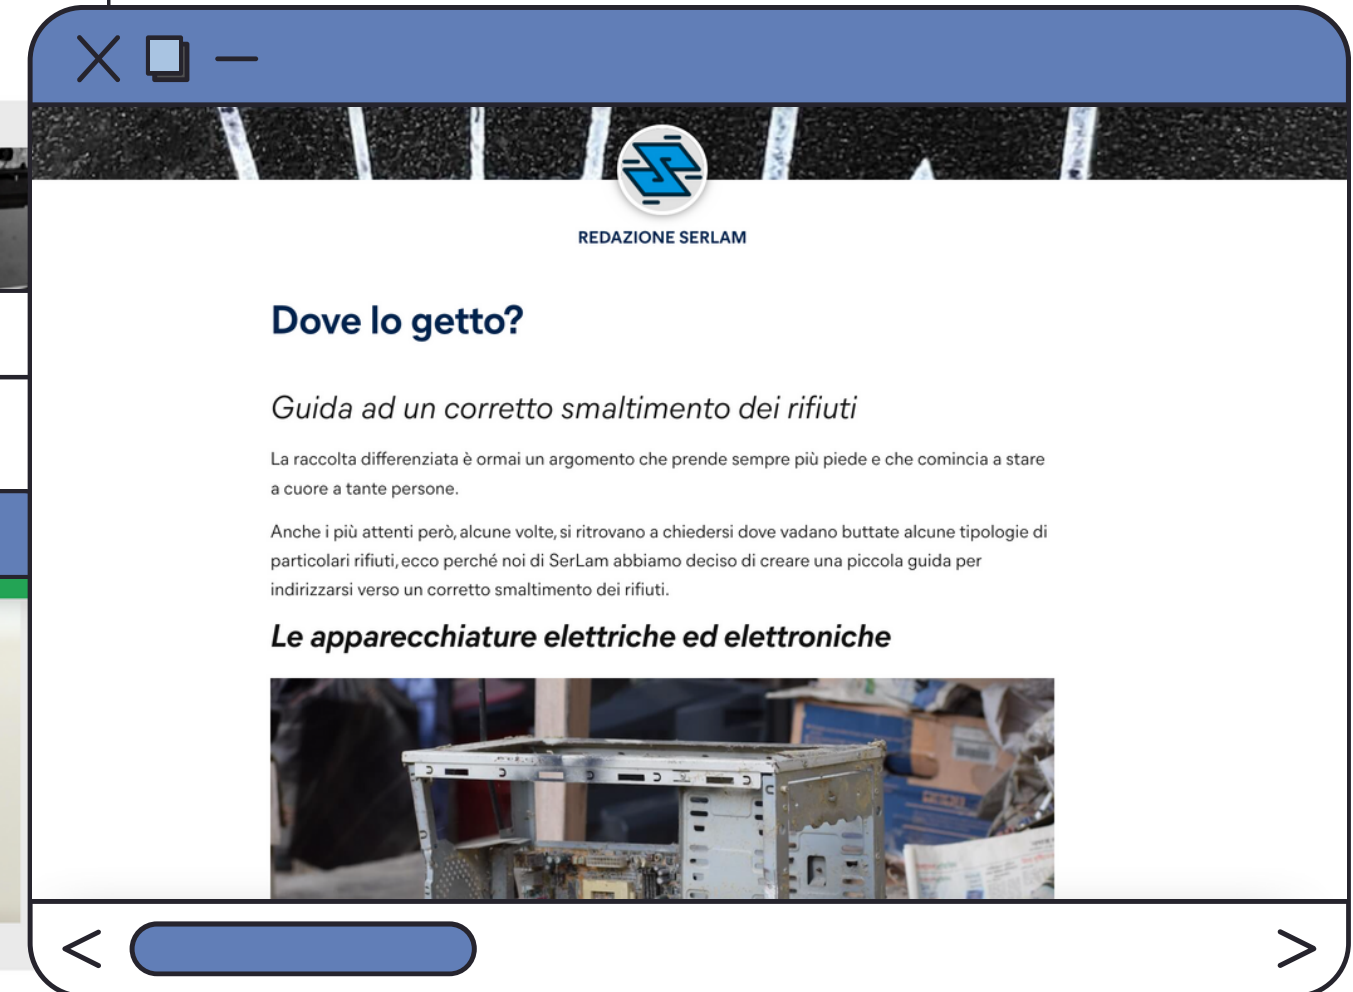 REDAZIONE SERLAM
Dove lo getto?
Guida ad un corretto smaltimento dei rifiuti
La raccolta differenziata è ormai un argomento che prende sempre più piede e che comincia a stare
a cuore a tante persone.
Anche i più attenti però, alcune volte, si ritrovano a chiedersi dove vadano buttate alcune tipologie di
particolari rifiuti, ecco perché noi di SerLam abbiamo deciso di creare una piccola guida per
indirizzarsi verso un corretto smaltimento dei rifiuti.
Le apparecchiature elettriche ed elettroniche